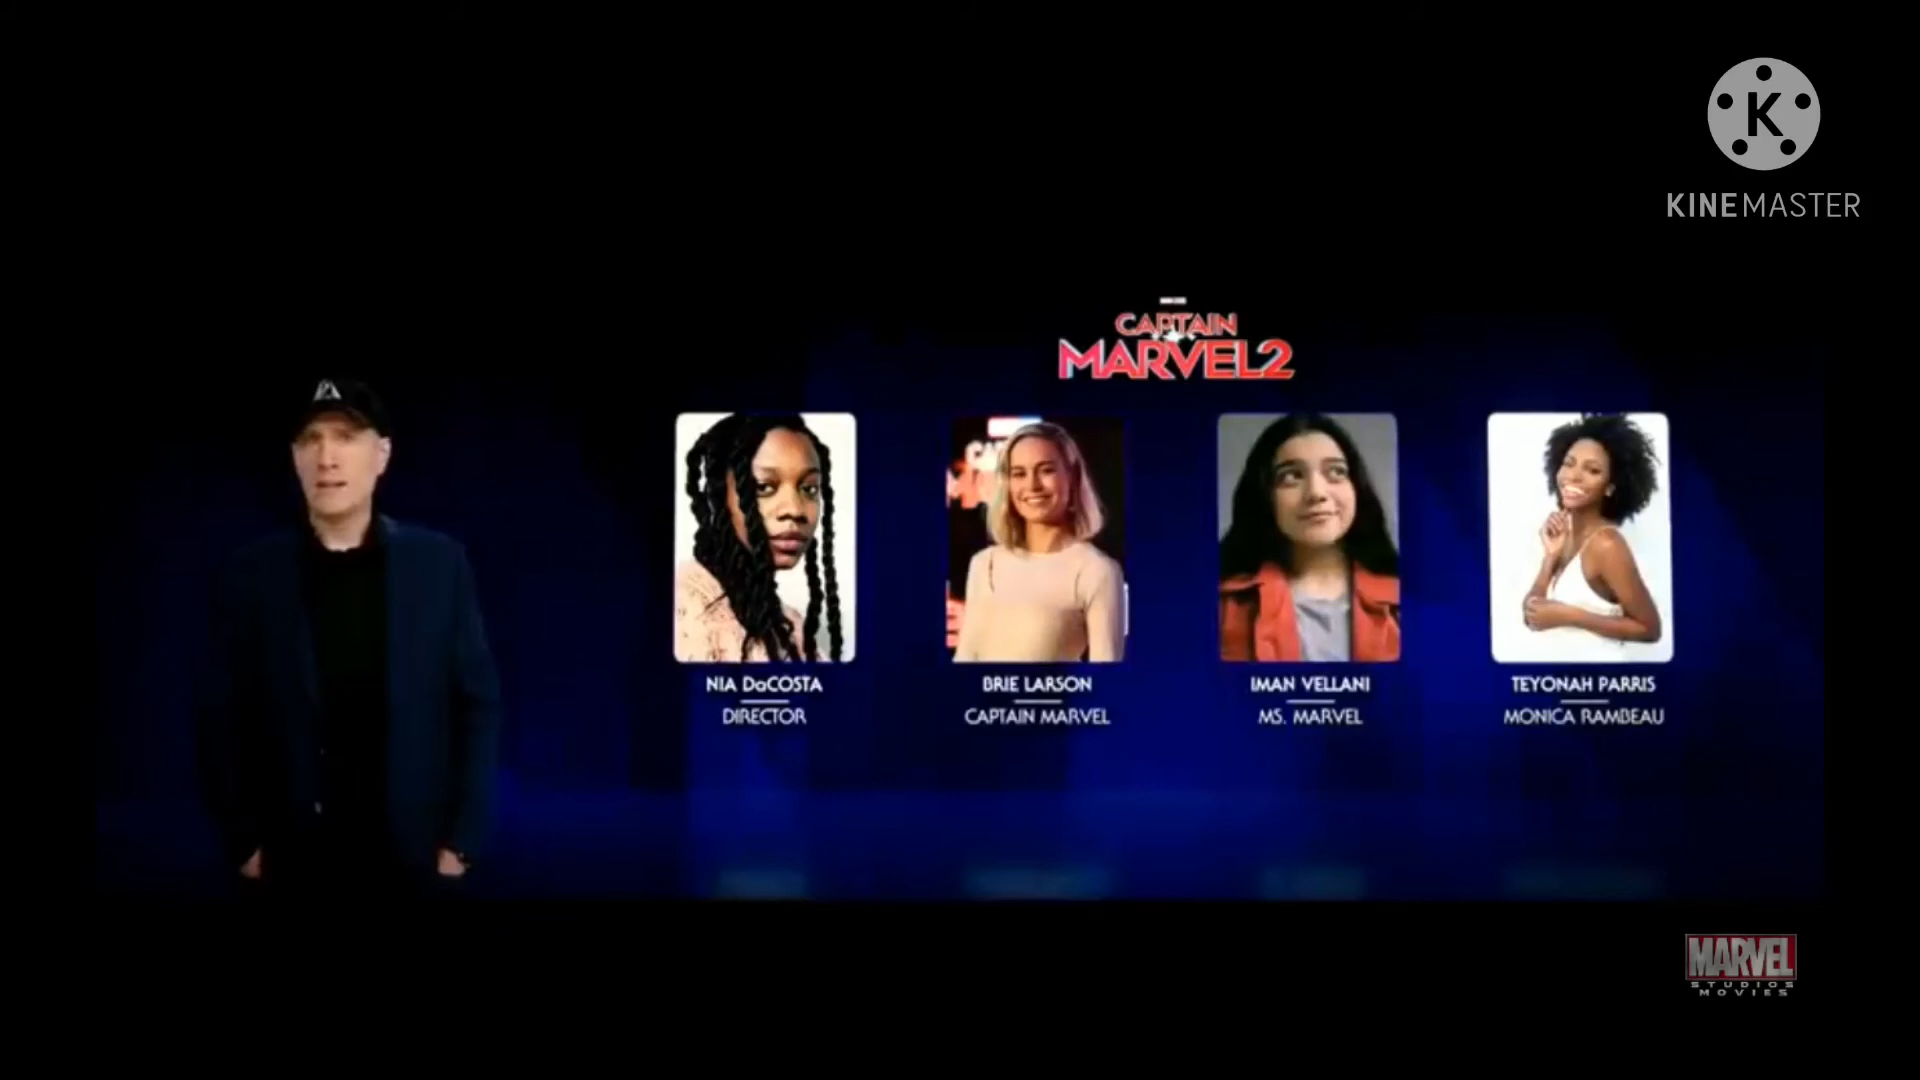 K
KINEMASTER
CAPTAIN
MARVEL2
NIA DaCOSTA
DIRECTOR
BRIE LARSON
CAPTAIN MARVEL
IMAN VELLANI
MS. MARVEL
TEYONAH PARRIS
MONICA RAMBEAU
MARVEL
STUDIOS
MOVIES